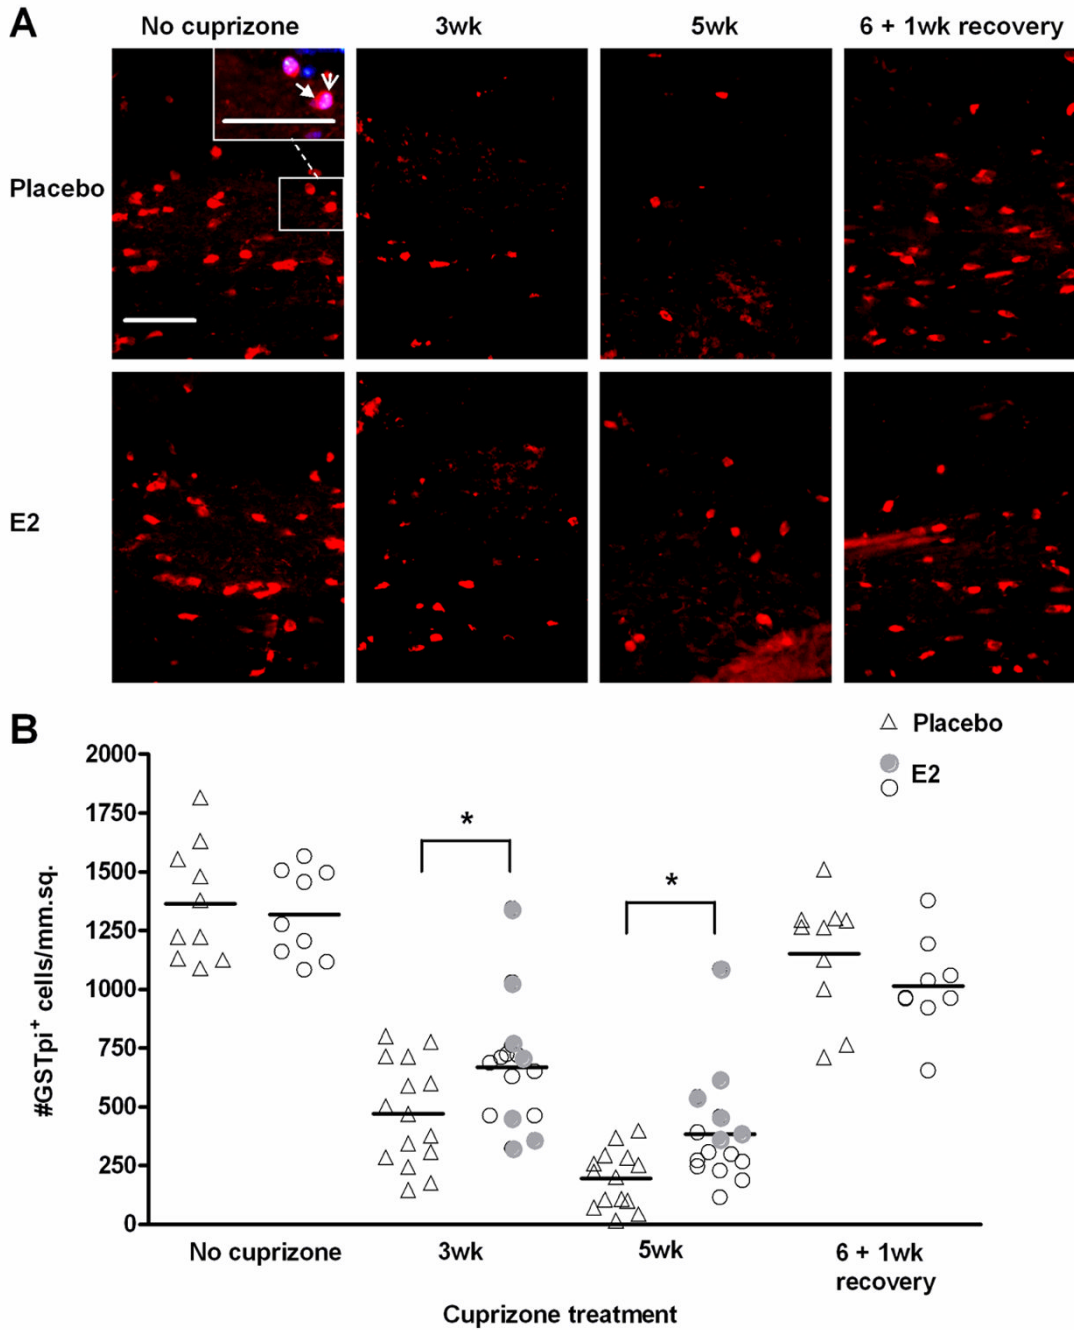 A
No cuprizone
3wk
5wk
6 + 1wk recovery
Placebo
E2
B
Placebo
E2
2000
1750
1500
1250
1000
750
500
250
0
#GSTpi+ cells/mm.sq.
*
*
No cuprizone
3wk
5wk
6 + 1wk
recovery
Cuprizone treatment